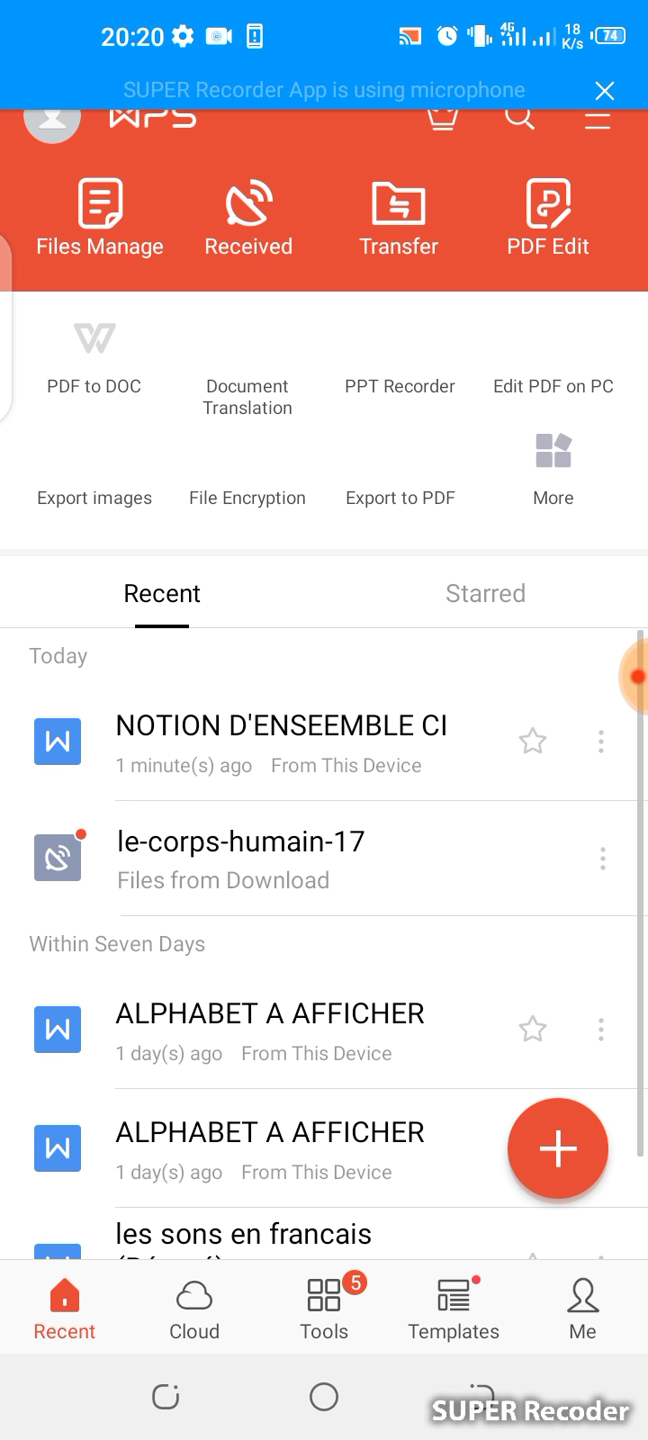 20:20 4G 18 K/s 74
SUPER Recorder App is using microphone
WPS
Files Manage Received Transfer PDF Edit
PDF to DOC Document Translation PPT Recorder Edit PDF on PC
Export images File Encryption Export to PDF More
Recent Starred
Today
NOTION D'ENSEEMBLE CI
1 minute(s) ago From This Device
le-corps-humain-17
Files from Download
Within Seven Days
ALPHABET A AFFICHER
1 day(s) ago From This Device
ALPHABET A AFFICHER
1 day(s) ago From This Device
les sons en francais
5
Recent Cloud Tools Templates Me
SUPER Recoder